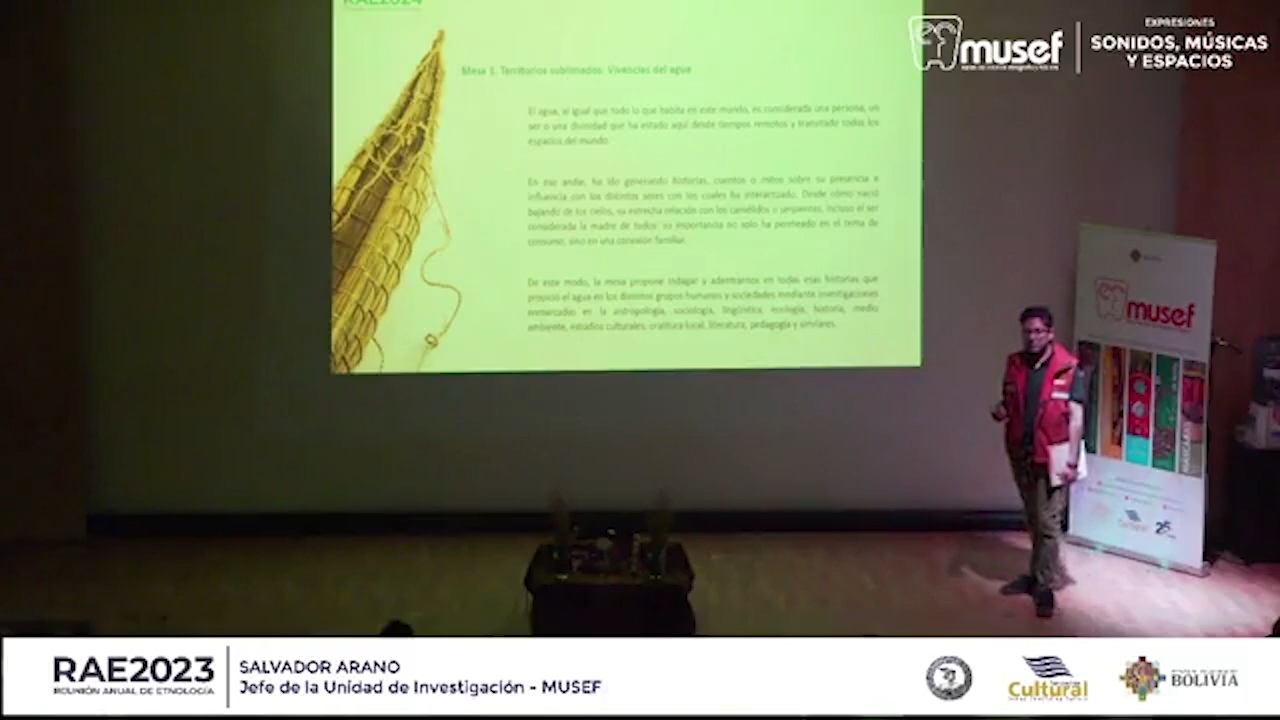 RAE2024
musef
EXPRESIONES
SONIDOS, MÚSICAS
Y ESPACIOS
Mesa 1. Territorios sublimados: Vivencias del agua
El agua, al igual que todo lo que habita en este mundo, es considerada una persona, un
ser o una divinidad que ha estado aquí desde tiempos remotos y transitado todos los
espacios del mundo.
En ese andar, ha ido generando historias, cuentos o mitos sobre su presencia e
influencia con los distintos seres con los cuales ha interactuado. Desde cómo nació
bajando de los cielos, su estrecha relación con los camélidos o serpientes, incluso el ser
considerada la madre de todos: su importancia no solo ha permeado en el tema de
consumo, sino en una conexión familiar.
De este modo, la mesa propone indagar y adentrarnos en todas esas historias que
propició el agua en los distintos grupos humanos y sociedades mediante investigaciones
enmarcadas en la antropología, sociología, lingüística, ecología, historia, medio
ambiente, estudios culturales, oralitura local, literatura, pedagogía y similares.
musef
MÁSCARAS
25
RAE2023
REUNIÓN ANUAL DE ETNOLOGÍA
SALVADOR ARANO
Jefe de la Unidad de Investigación - MUSEF
Cultural
BOLIVIA